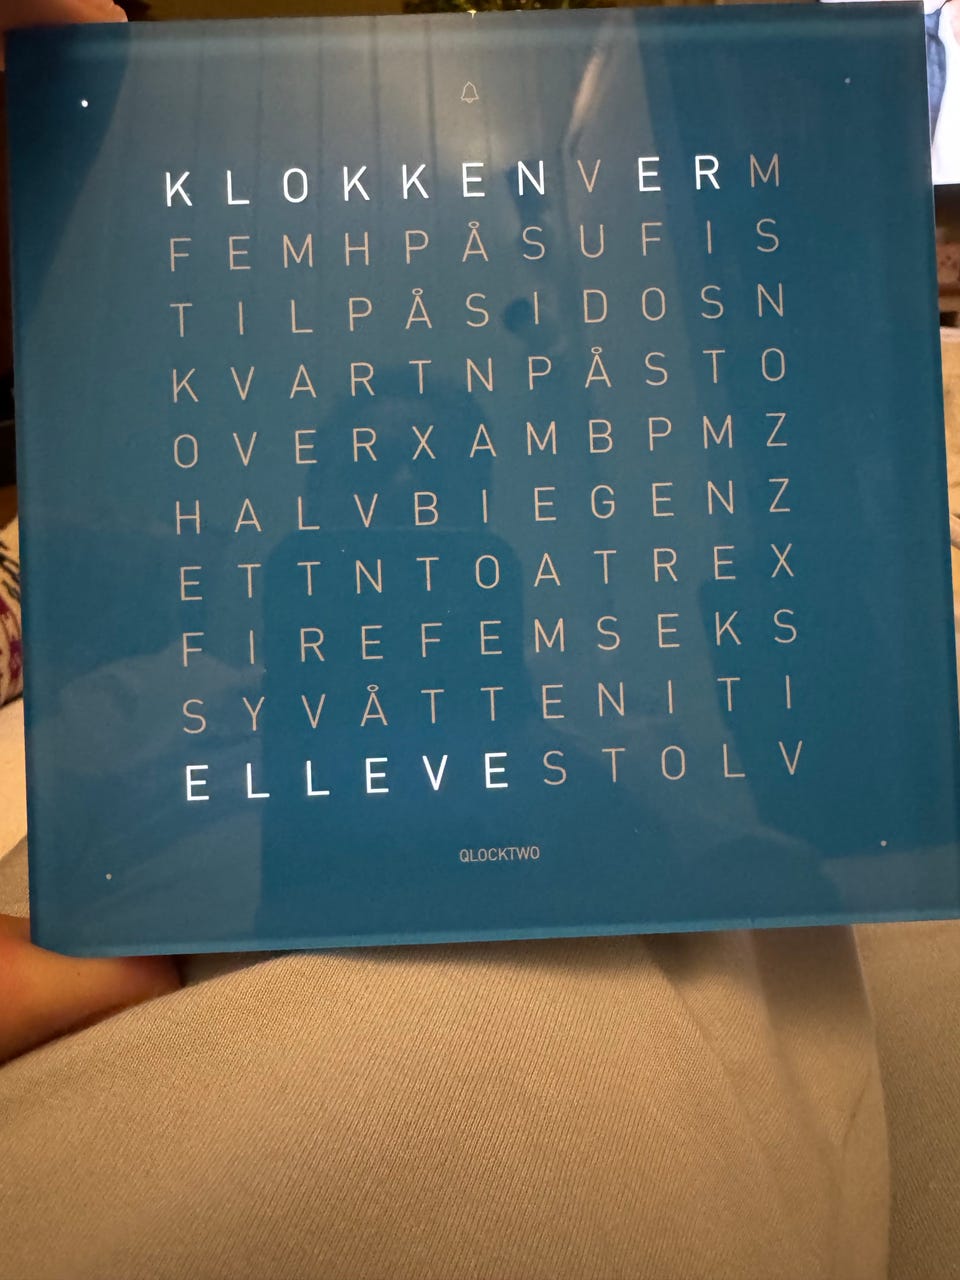 KLOKKENVERM
FEMHPÅSUFIS
TILPÅSIDOSN
KVARTNPÅSTO
OVERXAMBPMZ
HALVBIEGENZ
ETTNTOATREX
FIREFEMSEKS
SYVÅTTENITI
ELLEVESTOLV
QLOCKTWO